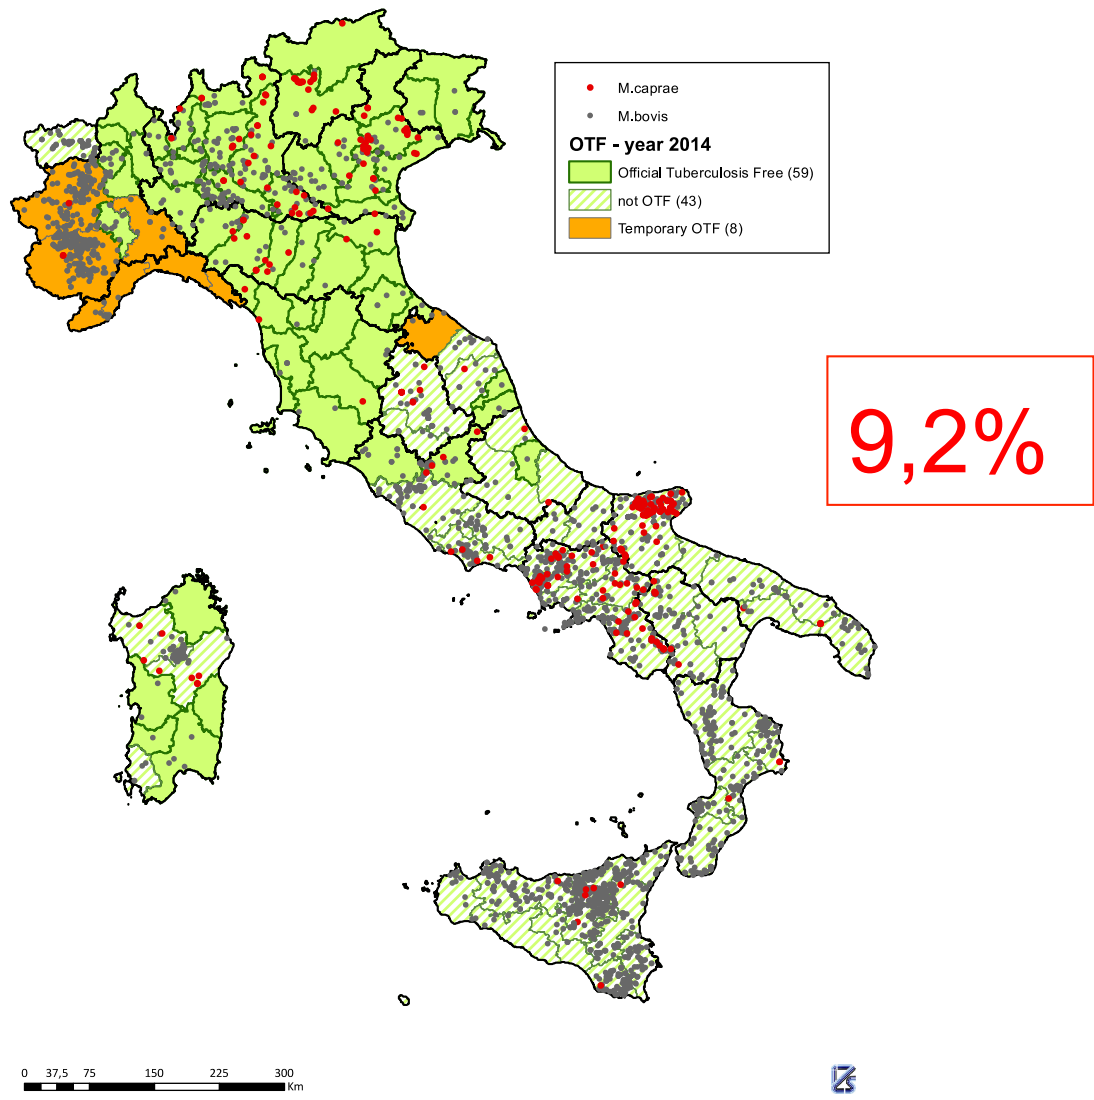 M.caprae
M.bovis
OTF - year 2014
Official Tuberculosis Free (59)
not OTF (43)
Temporary OTF (8)
9,2%
0 37,5 75 150 225 300
Km